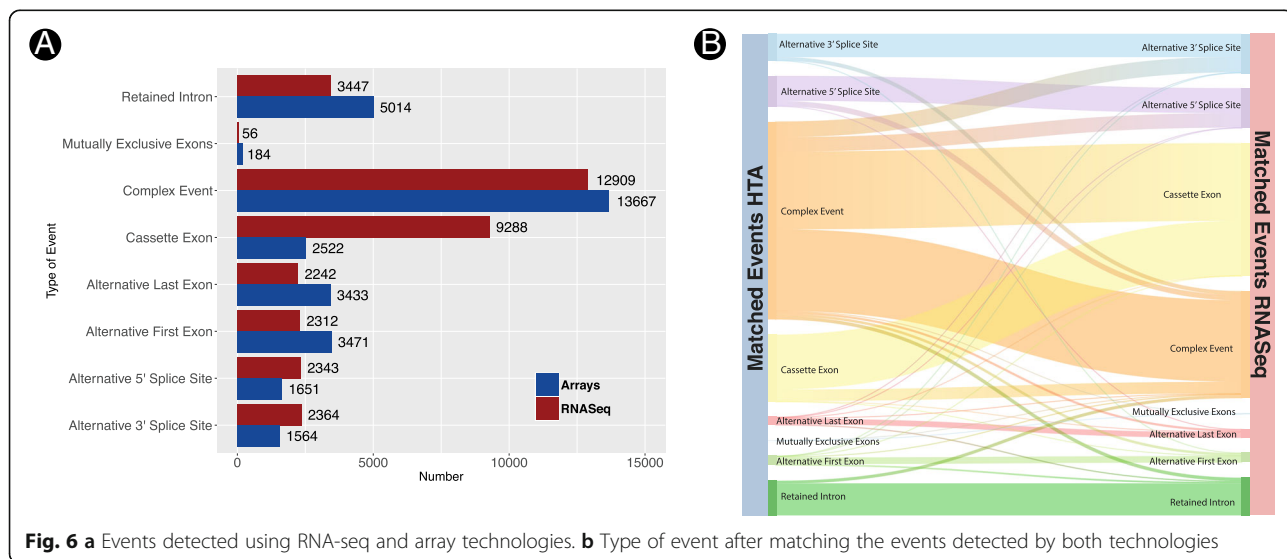 A
Type of Event
Retained Intron
3447
5014
Mutually Exclusive Exons
56
184
Complex Event
12909
13667
Cassette Exon
9288
2522
Alternative Last Exon
2242
3433
Alternative First Exon
2312
3471
Alternative 5' Splice Site
2343
1651
Alternative 3' Splice Site
2364
1564
Arrays
RNASeq
0
5000
10000
15000
Number
B
Matched Events HTA
Alternative 3' Splice Site
Alternative 5' Splice Site
Complex Event
Cassette Exon
Alternative Last Exon
Mutually Exclusive Exons
Alternative First Exon
Retained Intron
Alternative 3' Splice Site
Alternative 5' Splice Site
Cassette Exon
Complex Event
Mutually Exclusive Exons
Alternative Last Exon
Alternative First Exon
Retained Intron
Matched Events RNASeq
Fig. 6 a Events detected using RNA-seq and array technologies. b Type of event after matching the events detected by both technologies